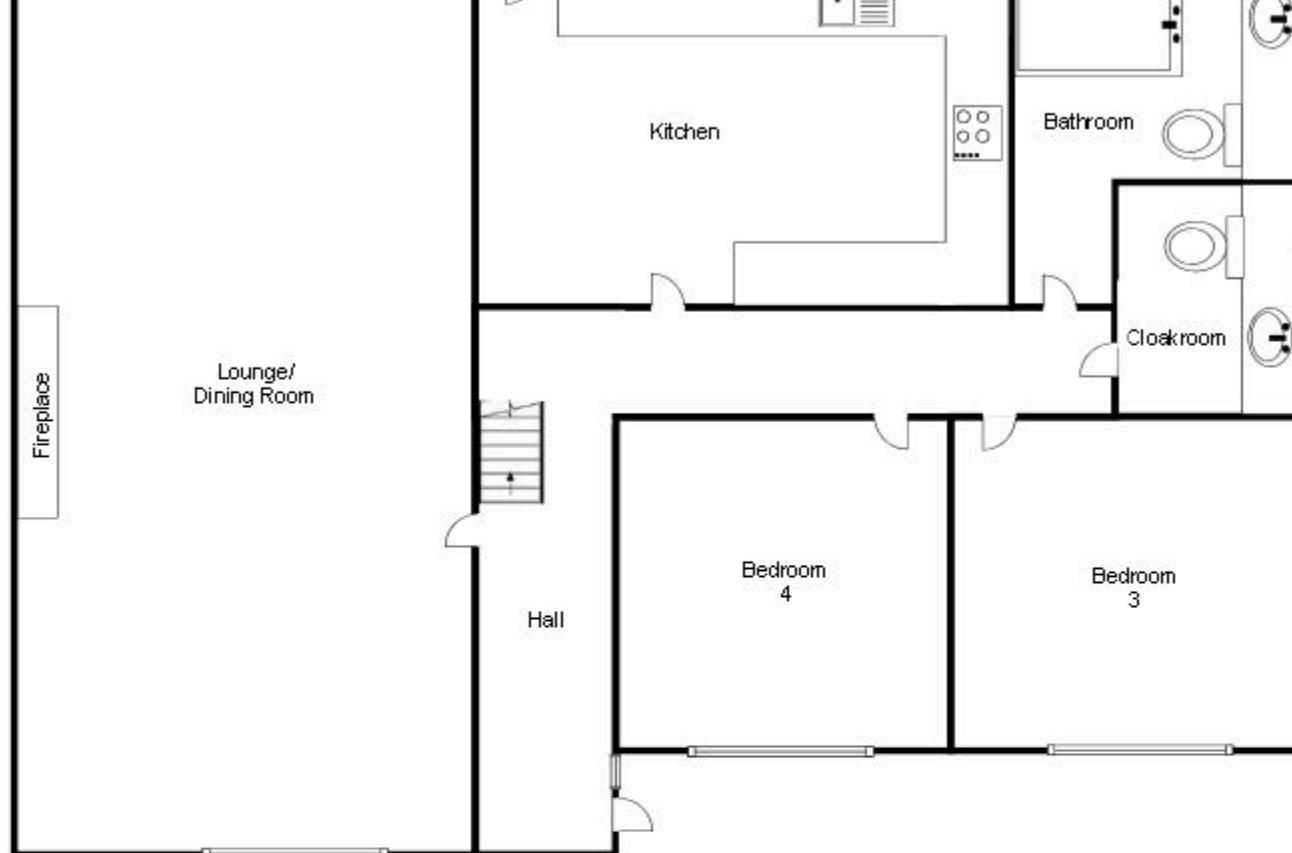 Kitchen
Bathroom
Cloakroom
Lounge/
Dining Room
Fireplace
Bedroom
4
Bedroom
3
Hall